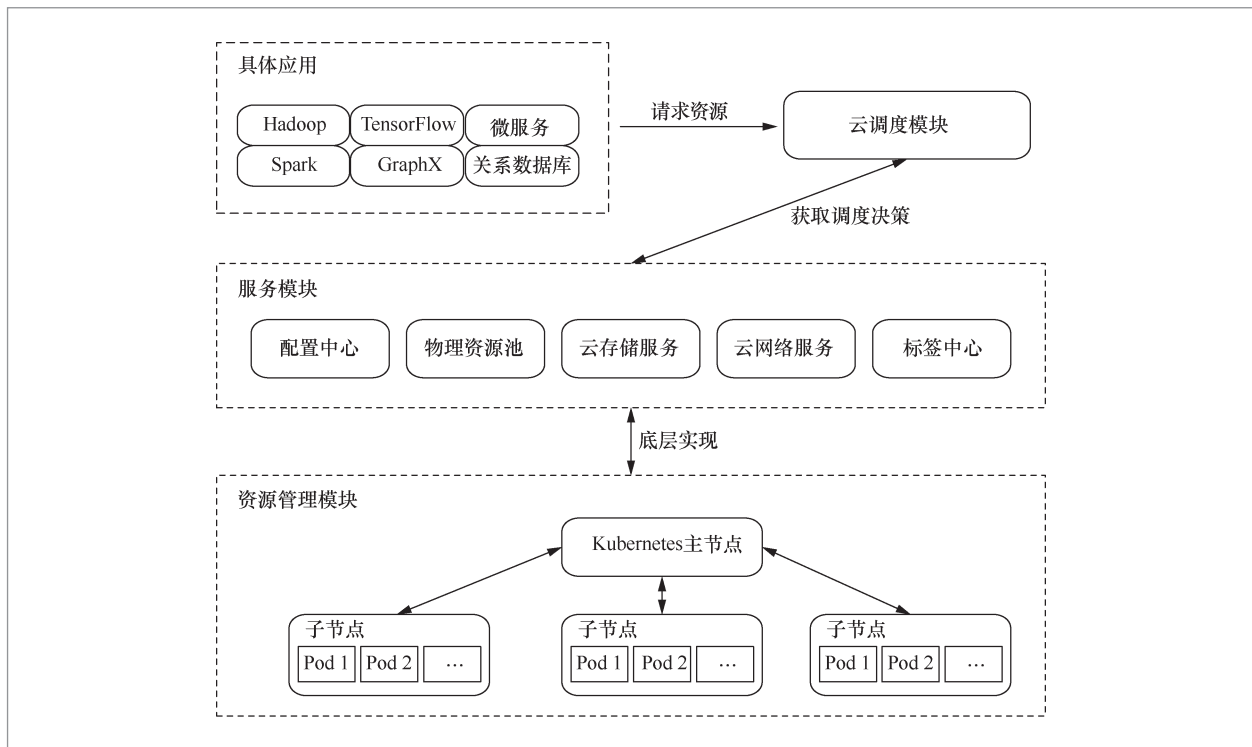 具体应用
Hadoop TensorFlow 微服务
Spark GraphX 关系数据库
请求资源
云调度模块
获取调度决策
服务模块
配置中心 物理资源池 云存储服务 云网络服务 标签中心
底层实现
资源管理模块
Kubernetes主节点
子节点 子节点 子节点
Pod 1 Pod 2 … Pod 1 Pod 2 … Pod 1 Pod 2 …